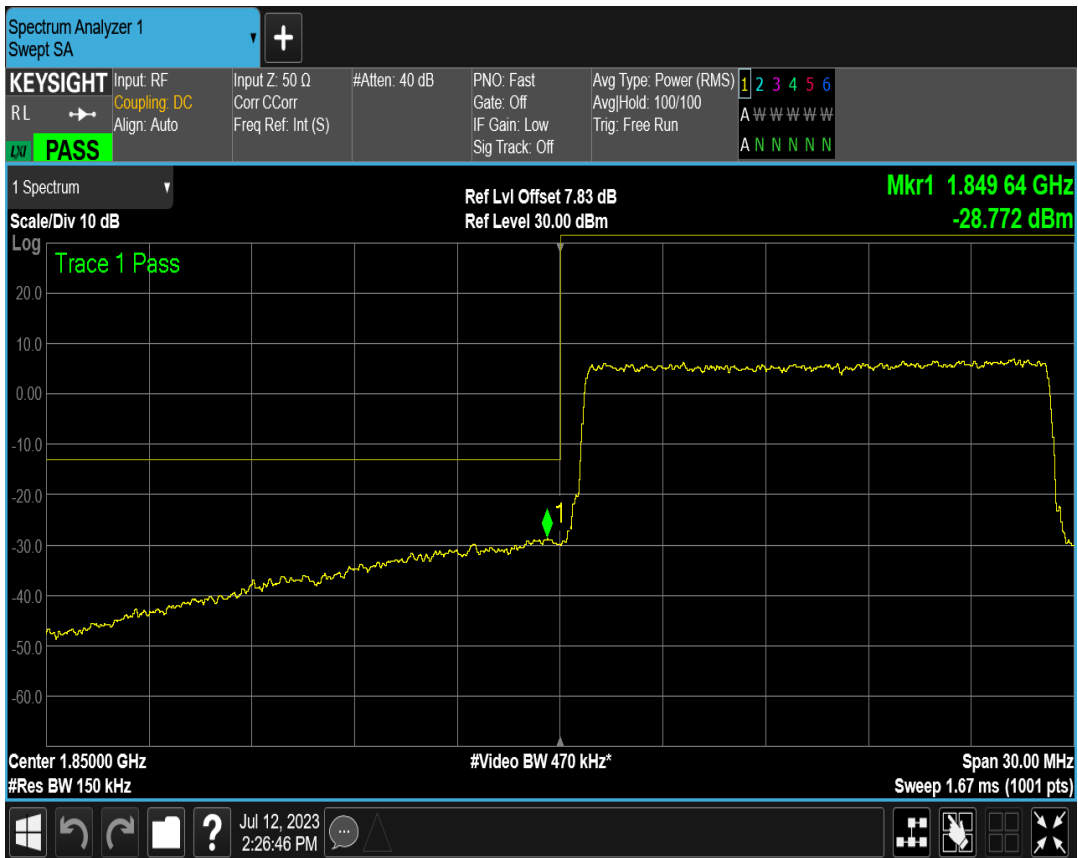 Spectrum Analyzer 1
Swept SA
+
KEYSIGHT
RL
LXI
PASS
Input: RF
Coupling: DC
Align: Auto
Input Z: 50 Ω
Corr CCorr
Freq Ref: Int (S)
#Atten: 40 dB
PNO: Fast
Gate: Off
IF Gain: Low
Sig Track: Off
Avg Type: Power (RMS)
Avg|Hold: 100/100
Trig: Free Run
1 2 3 4 5 6
A W W W W W
A N N N N N
1 Spectrum
Scale/Div 10 dB
Log
Ref Lvl Offset 7.83 dB
Ref Level 30.00 dBm
Mkr1 1.849 64 GHz
-28.772 dBm
Trace 1 Pass
20.0
10.0
0.00
-10.0
-20.0
1
-30.0
-40.0
-50.0
-60.0
Center 1.85000 GHz
#Video BW 470 kHz*
Span 30.00 MHz
#Res BW 150 kHz
Sweep 1.67 ms (1001 pts)
?
Jul 12, 2023
2:26:46 PM